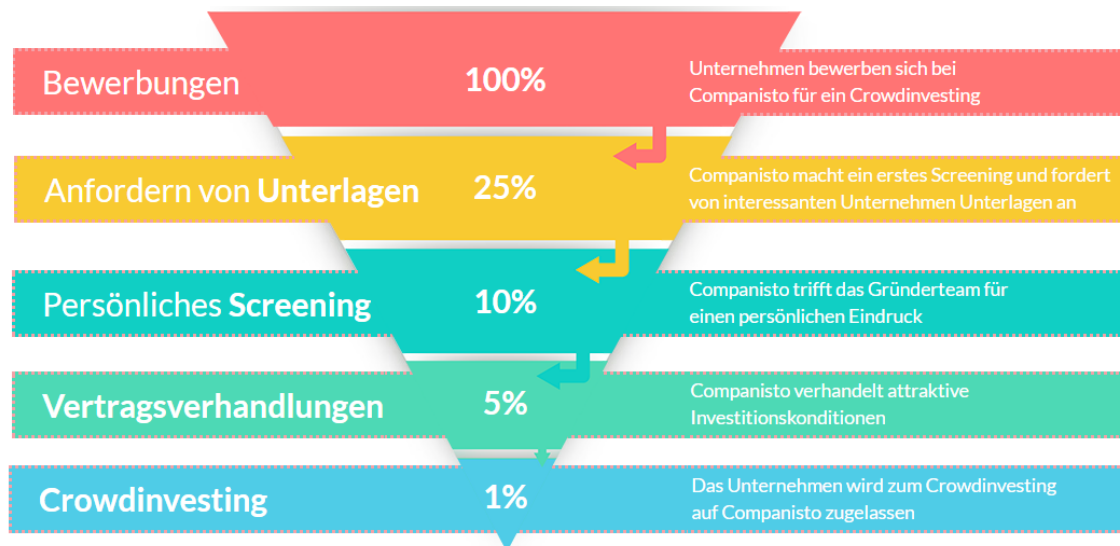 Bewerbungen
100%
Unternehmen bewerben sich bei
Companisto für ein Crowdinvesting
Anfordern von Unterlagen
25%
Companisto macht ein erstes Screening und fordert
von interessanten Unternehmen Unterlagen an
Persönliches Screening
10%
Companisto trifft das Gründerteam für
einen persönlichen Eindruck
Vertragsverhandlungen
5%
Companisto verhandelt attraktive
Investitionskonditionen
Crowdinvesting
1%
Das Unternehmen wird zum Crowdinvesting
auf Companisto zugelassen